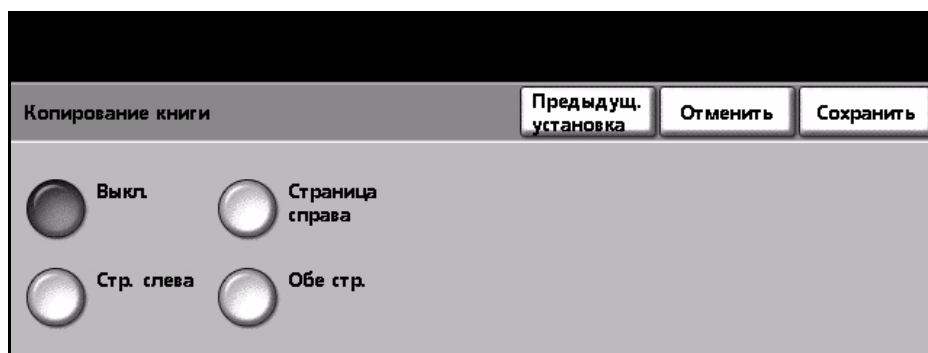 Копирование книги
Предыдущ.
установка
Отменить
Сохранить
Выкл.
Страница
справа
Стр. слева
Обе стр.